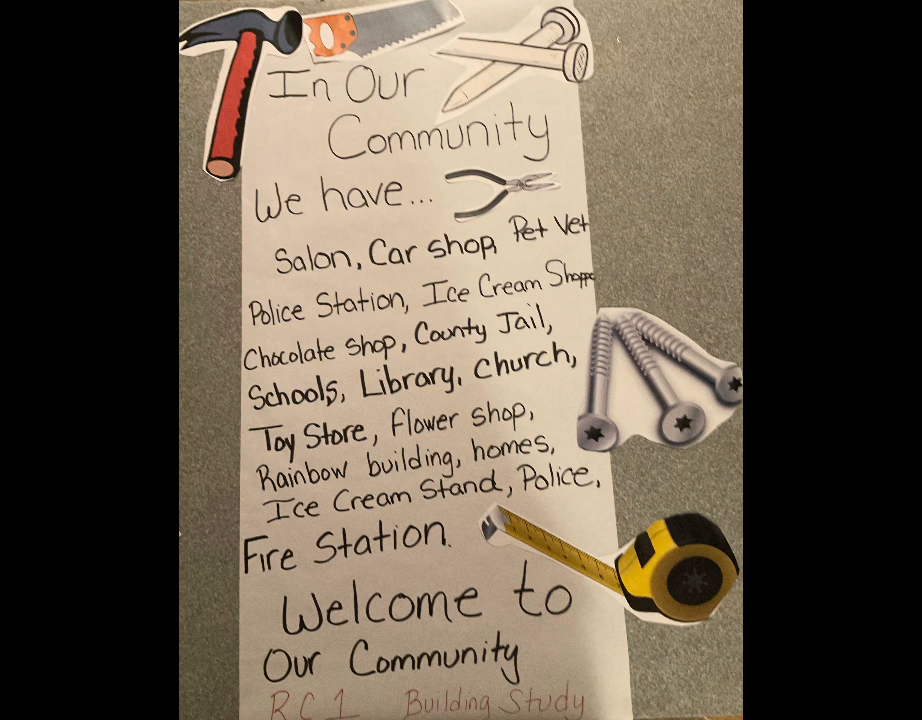 In Our
Community
We have...
Salon, Car shop, Pet Vet
Police Station, Ice Cream Shoppe
Chocolate shop, County Jail,
Schools, Library, church,
Toy Store, flower shop,
Rainbow building, homes,
Ice Cream Stand, Police,
Fire Station.
Welcome to
Our Community
RC1 Building Study